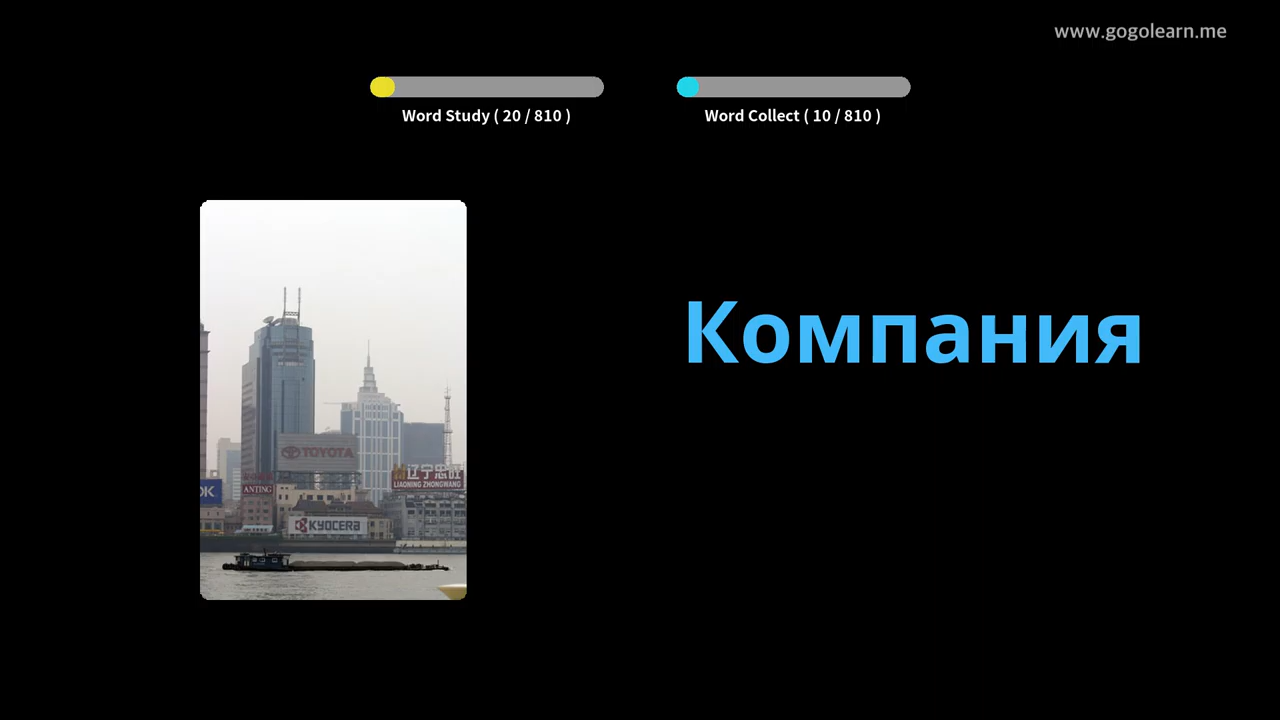 www.gogolearn.me
Word Study ( 20 / 810 )
Word Collect ( 10 / 810 )
Компания
TOYOTA
辽宁忠旺
LIAONING ZHONGWANG
ANTING
OK
KYOCERA